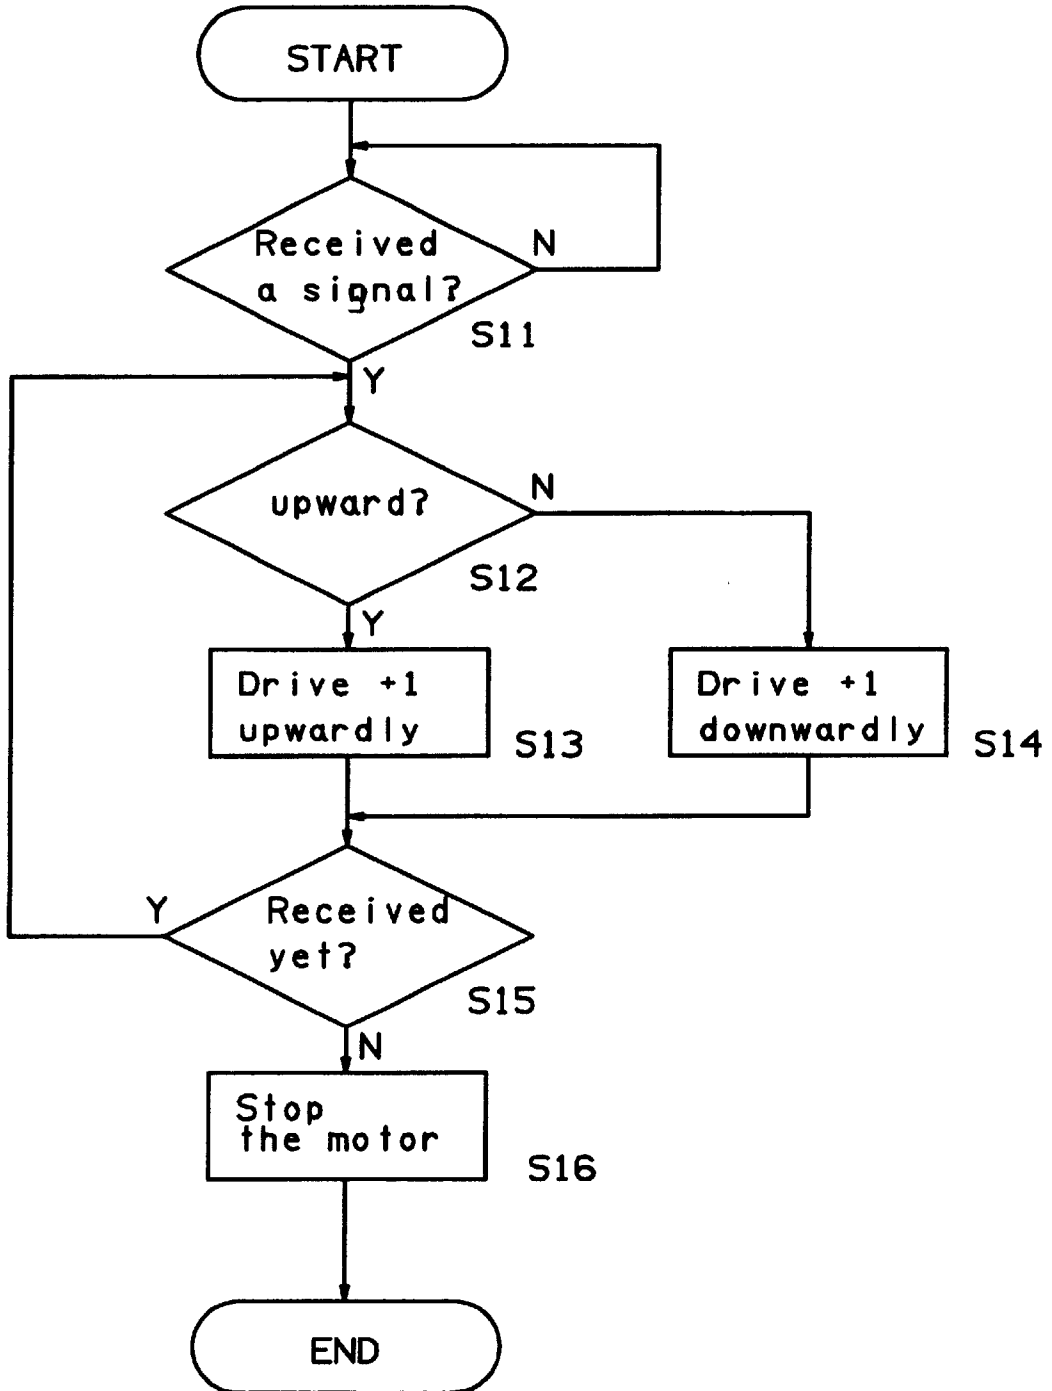 START
Received
a signal?
N
S11
Y
upward?
N
S12
Y
Drive +1
upwardly
S13
Drive +1
downwardly
S14
Y
Received
yet?
S15
N
Stop
the motor
S16
END